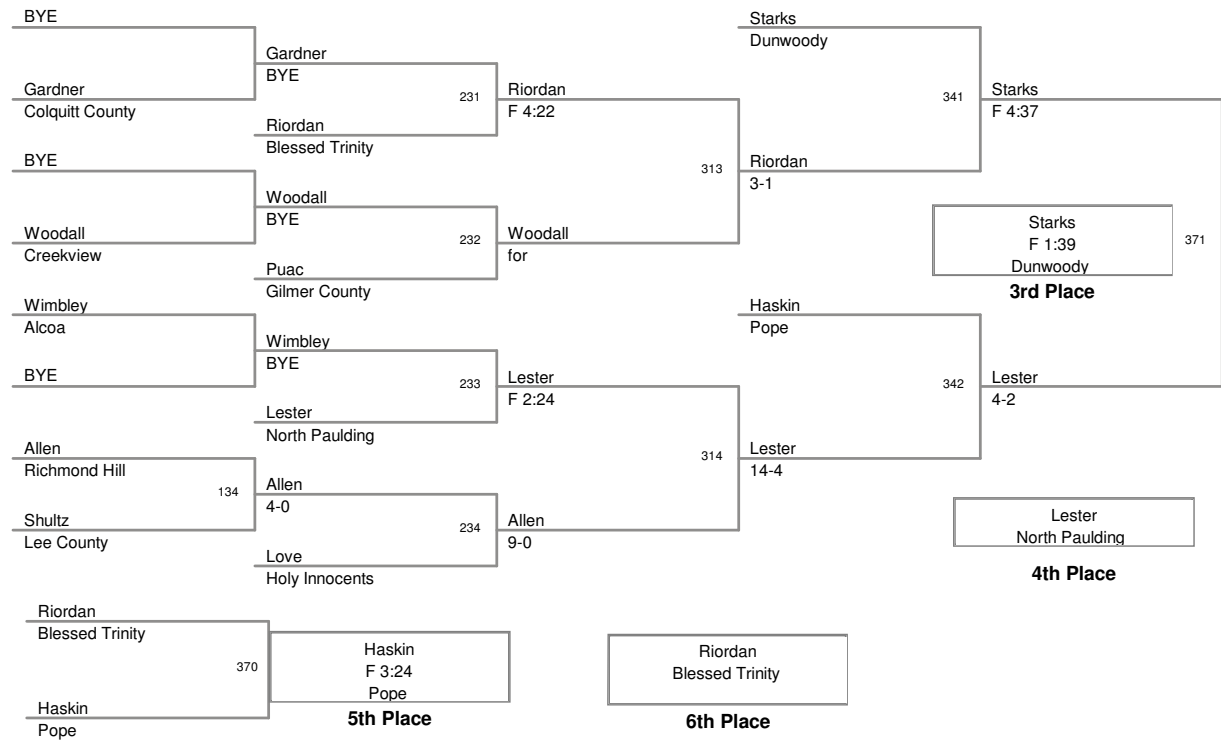 BYE
Gardner
Colquitt County
BYE
Woodall
Creekview
Wimbley
Alcoa
BYE
Allen
Richmond Hill
134
Shultz
Lee County
Gardner
BYE
231
Riordan
Blessed Trinity
Woodall
BYE
232
Puac
Gilmer County
Wimbley
BYE
233
Lester
North Paulding
Allen
4-0
234
Love
Holy Innocents
Riordan
F 4:22
313
Woodall
for
Lester
F 2:24
314
Allen
9-0
Starks
Dunwoody
341
Riordan
3-1
Haskin
Pope
342
Lester
14-4
Starks
F 4:37
371
Lester
4-2
Starks
F 1:39
Dunwoody
3rd Place
Lester
North Paulding
4th Place
Riordan
Blessed Trinity
370
Haskin
Pope
Haskin
F 3:24
Pope
5th Place
Riordan
Blessed Trinity
6th Place